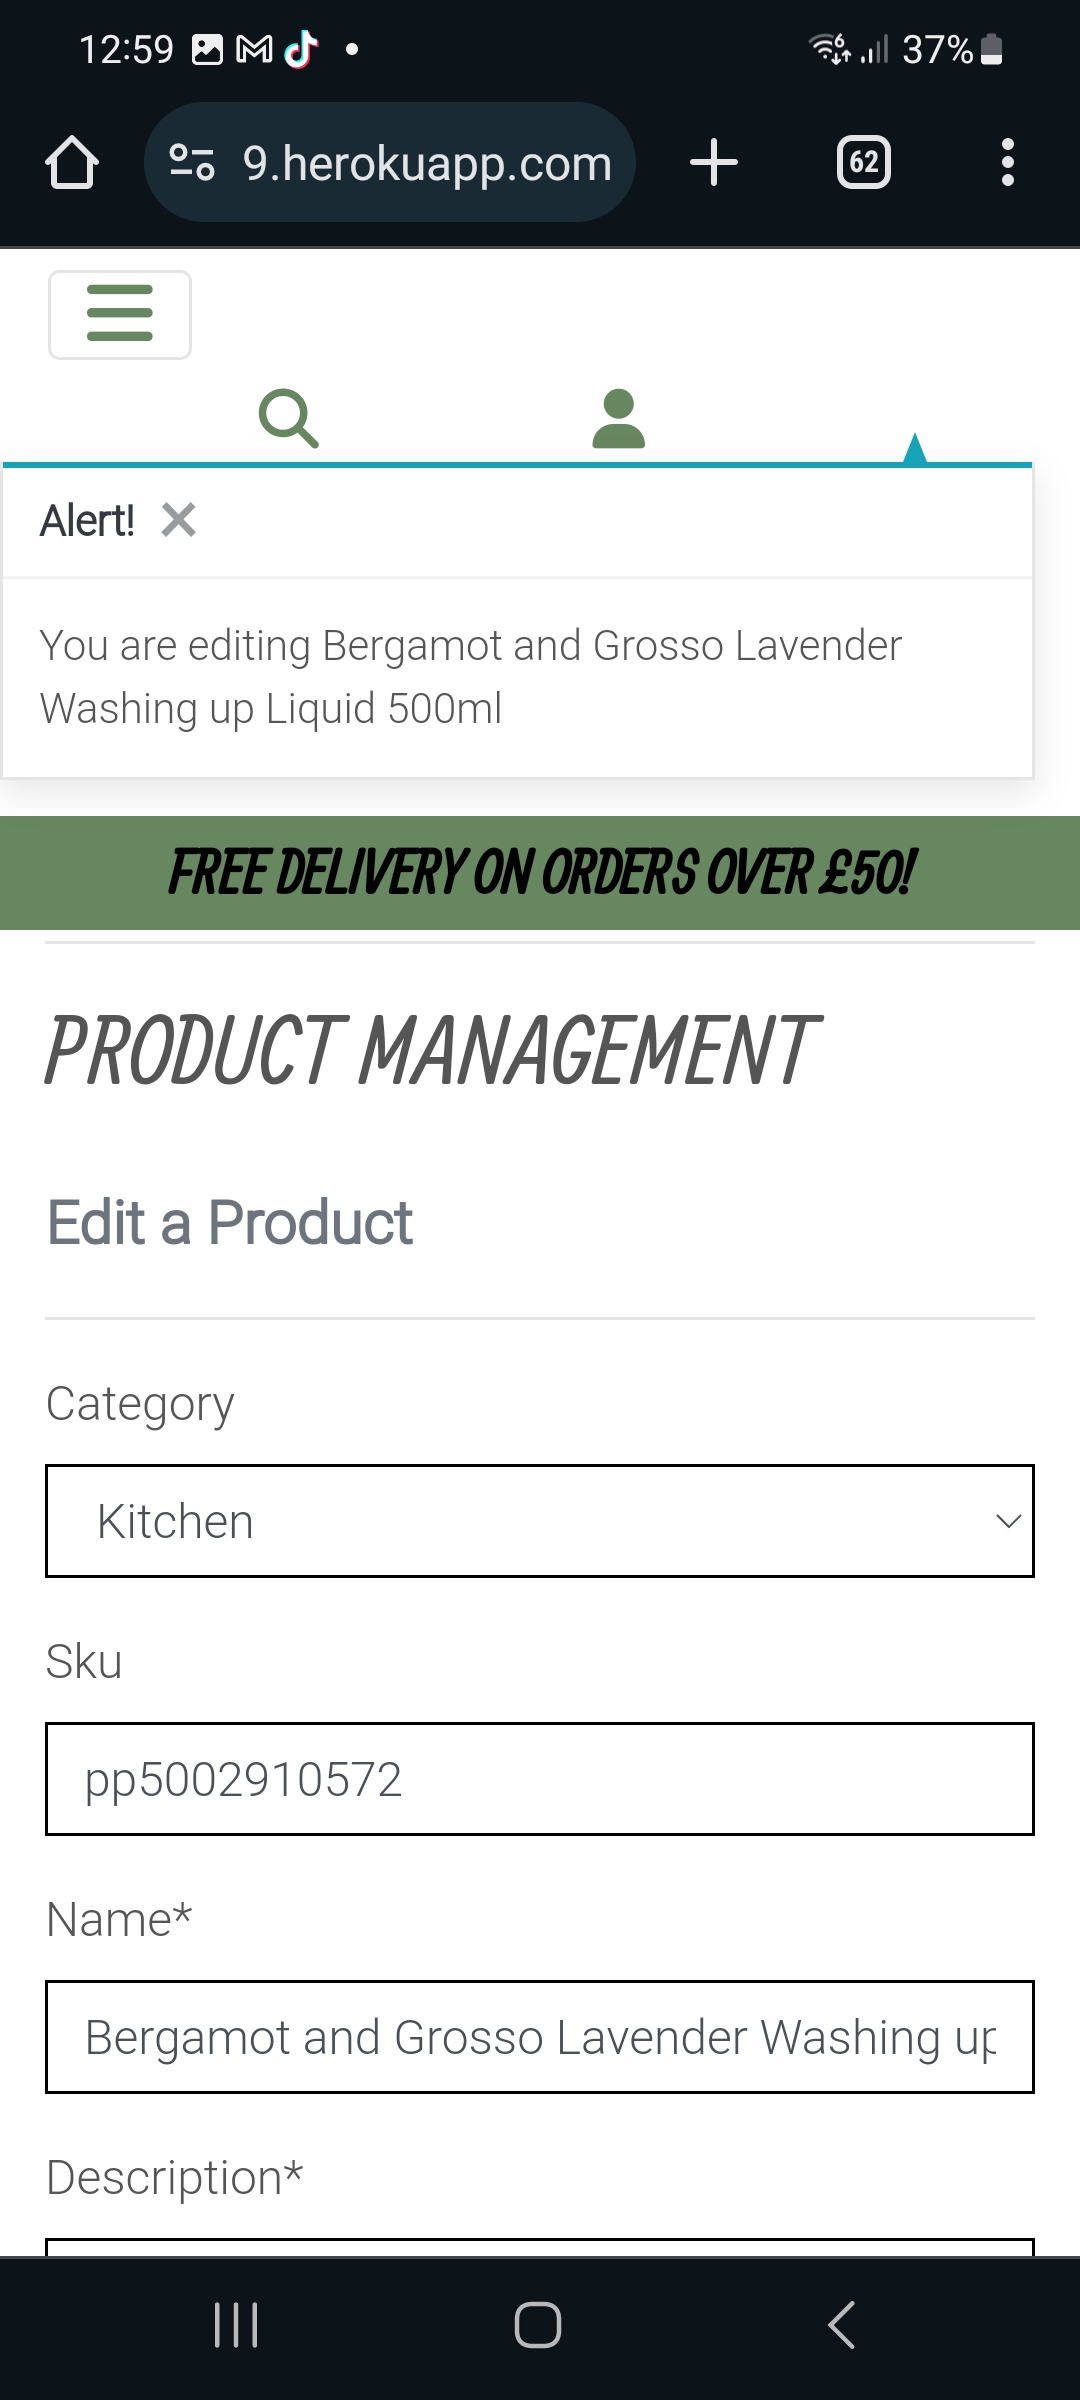 12:59
6
37%
9.herokuapp.com
62
Alert!
You are editing Bergamot and Grosso Lavender
Washing up Liquid 500ml
FREE DELIVERY ON ORDERS OVER £50!
PRODUCT MANAGEMENT
Edit a Product
Category
Kitchen
Sku
pp5002910572
Name*
Bergamot and Grosso Lavender Washing up
Description*